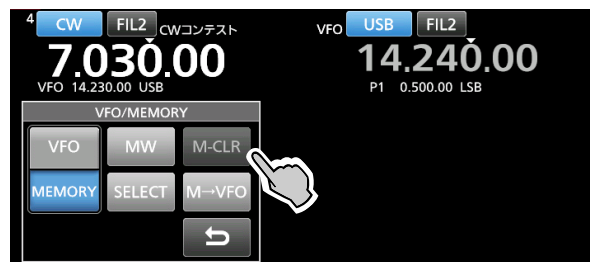 4 CW FIL2 CWコンテスト
7.030.00
VFO 14.230.00 USB
VFO USB FIL2
14.240.00
P1 0.500.00 LSB
VFO/MEMORY
VFO MW M-CLR
MEMORY SELECT M→VFO